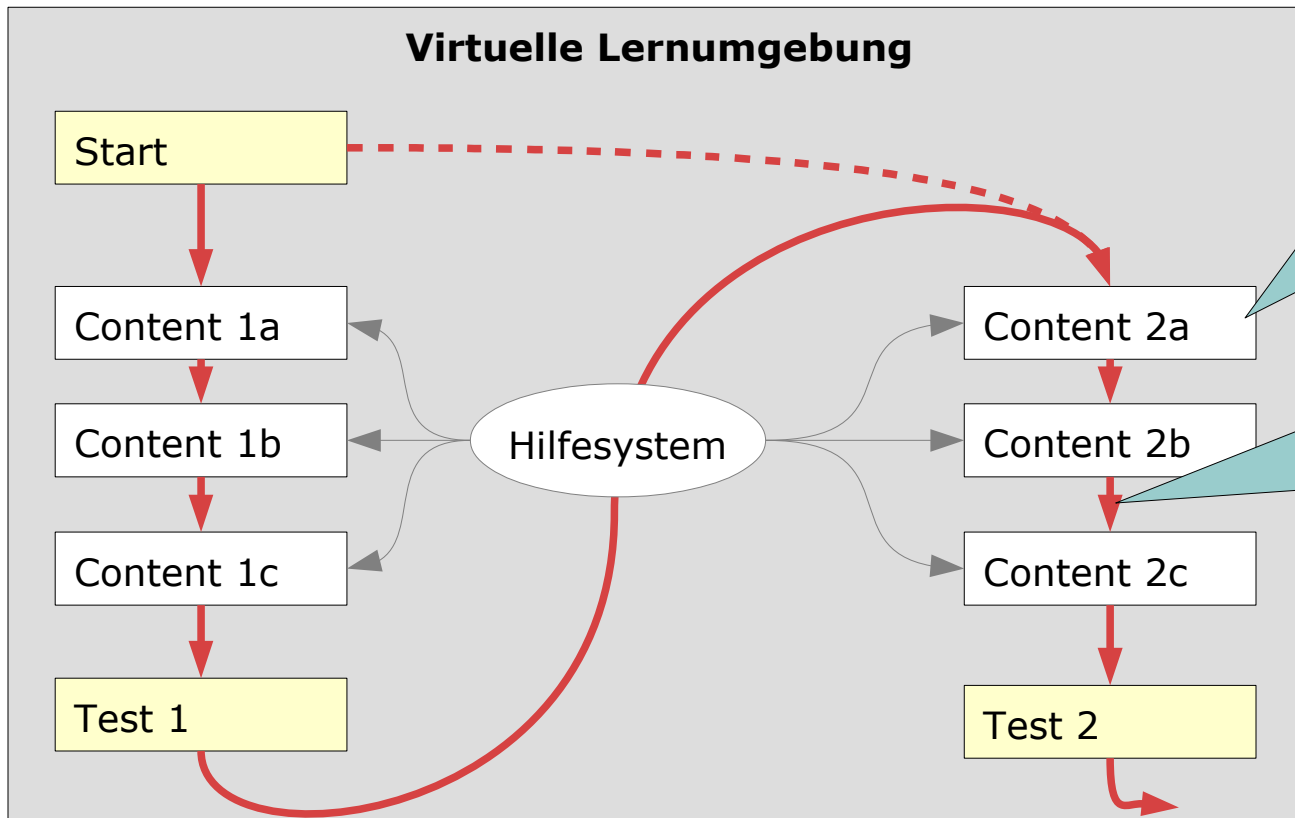 Virtuelle Lernumgebung
Start
Content 1a
Content 1b
Content 1c
Test 1
Hilfesystem
Content 2a
Content 2b
Content 2c
Test 2